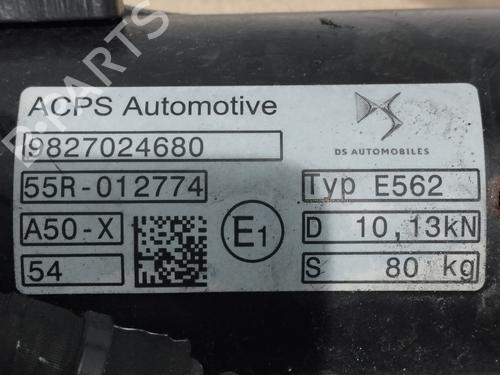 ACPS Automotive
9827024680
DS AUTOMOBILES
55R-012774
Typ E562
A50-X
E1
D 10,13kN
54
S 80 kg